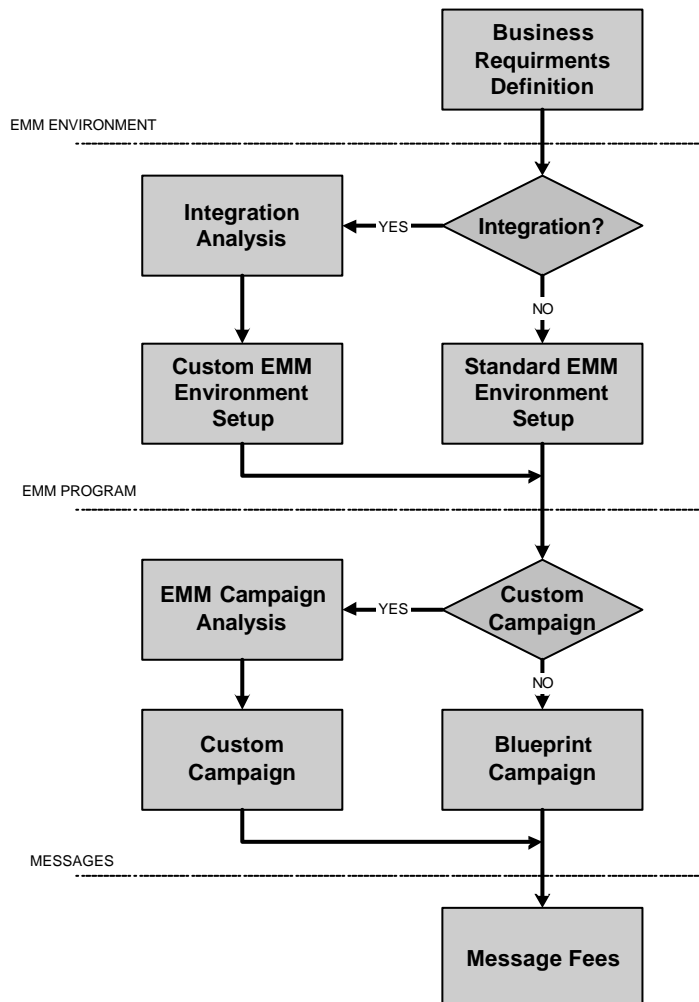 Business
Requirments
Definition
EMM ENVIRONMENT
Integration
Analysis
YES
Integration?
NO
Custom EMM
Environment
Setup
Standard EMM
Environment
Setup
EMM PROGRAM
EMM Campaign
Analysis
YES
Custom
Campaign
NO
Custom
Campaign
Blueprint
Campaign
MESSAGES
Message Fees